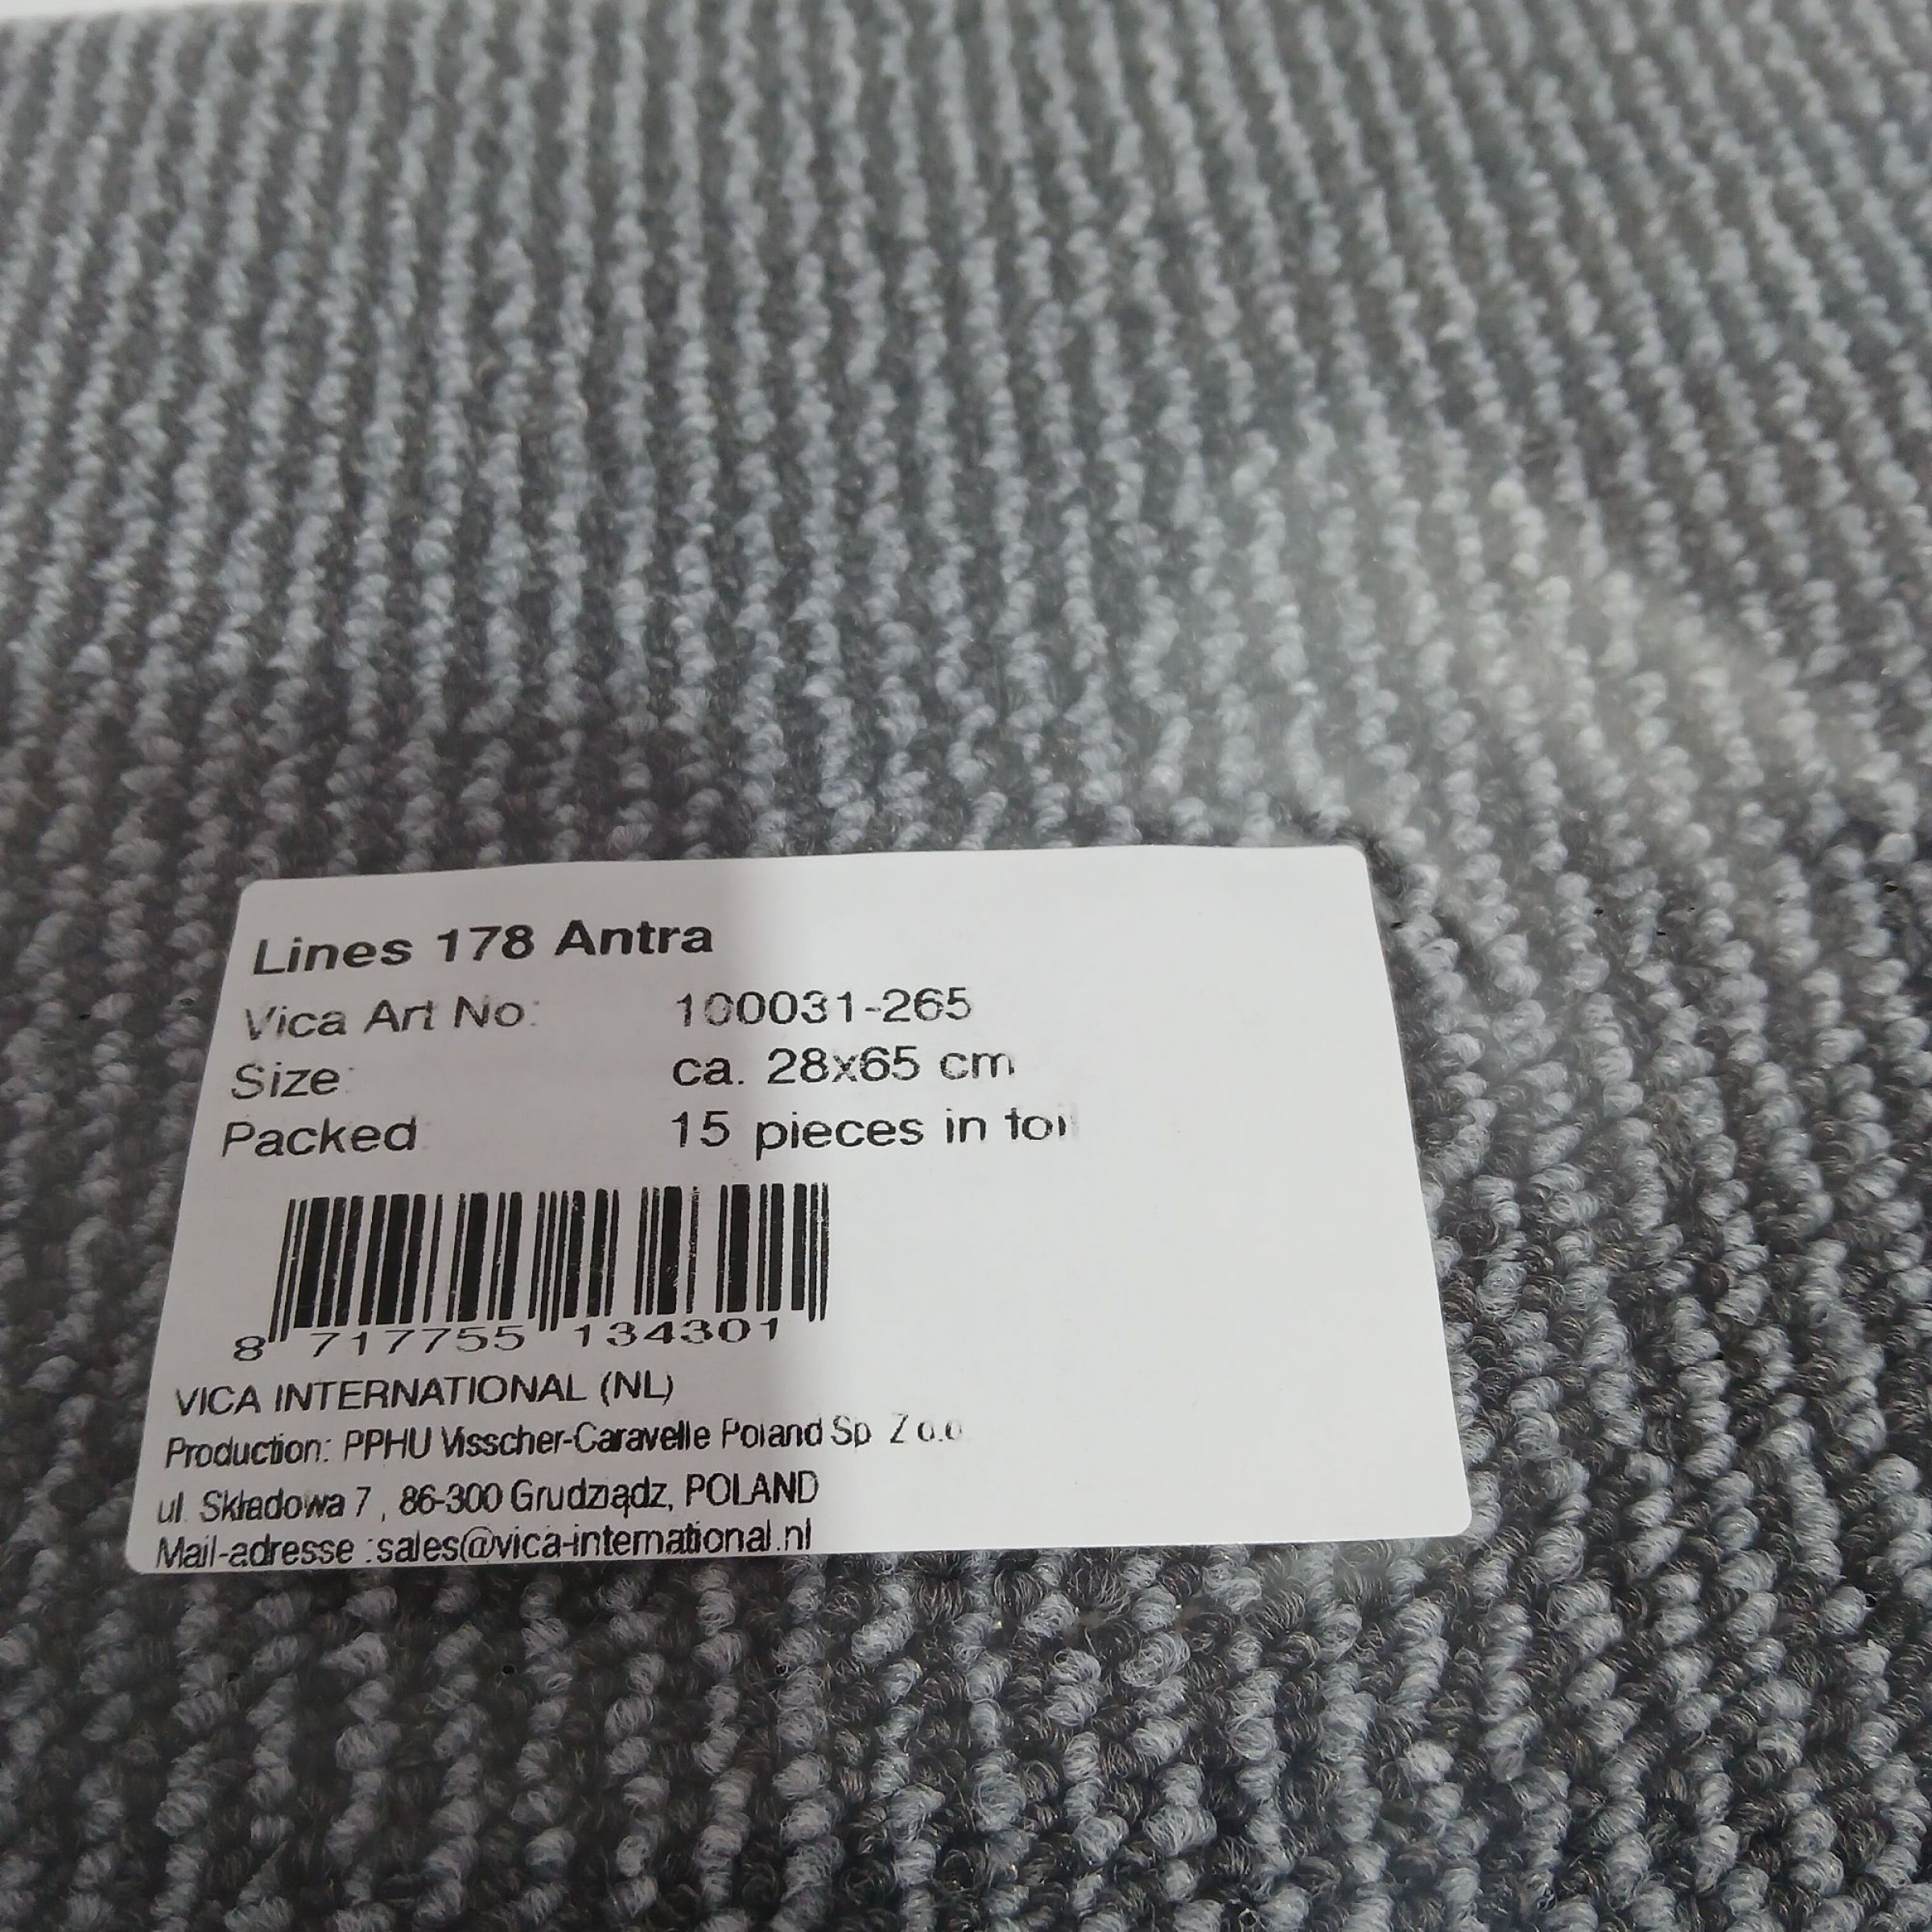 Lines 178 Antra
Vica Art No: 100031-265
Size: ca. 28x65 cm
Packed 15 pieces in foil
8 717755 134301
VICA INTERNATIONAL (NL)
Production: PPHU Visscher-Caravelle Poland Sp Z o.o
ul. Składowa 7 , 86-300 Grudziądz, POLAND
Mail-adresse :sales@vica-international.nl